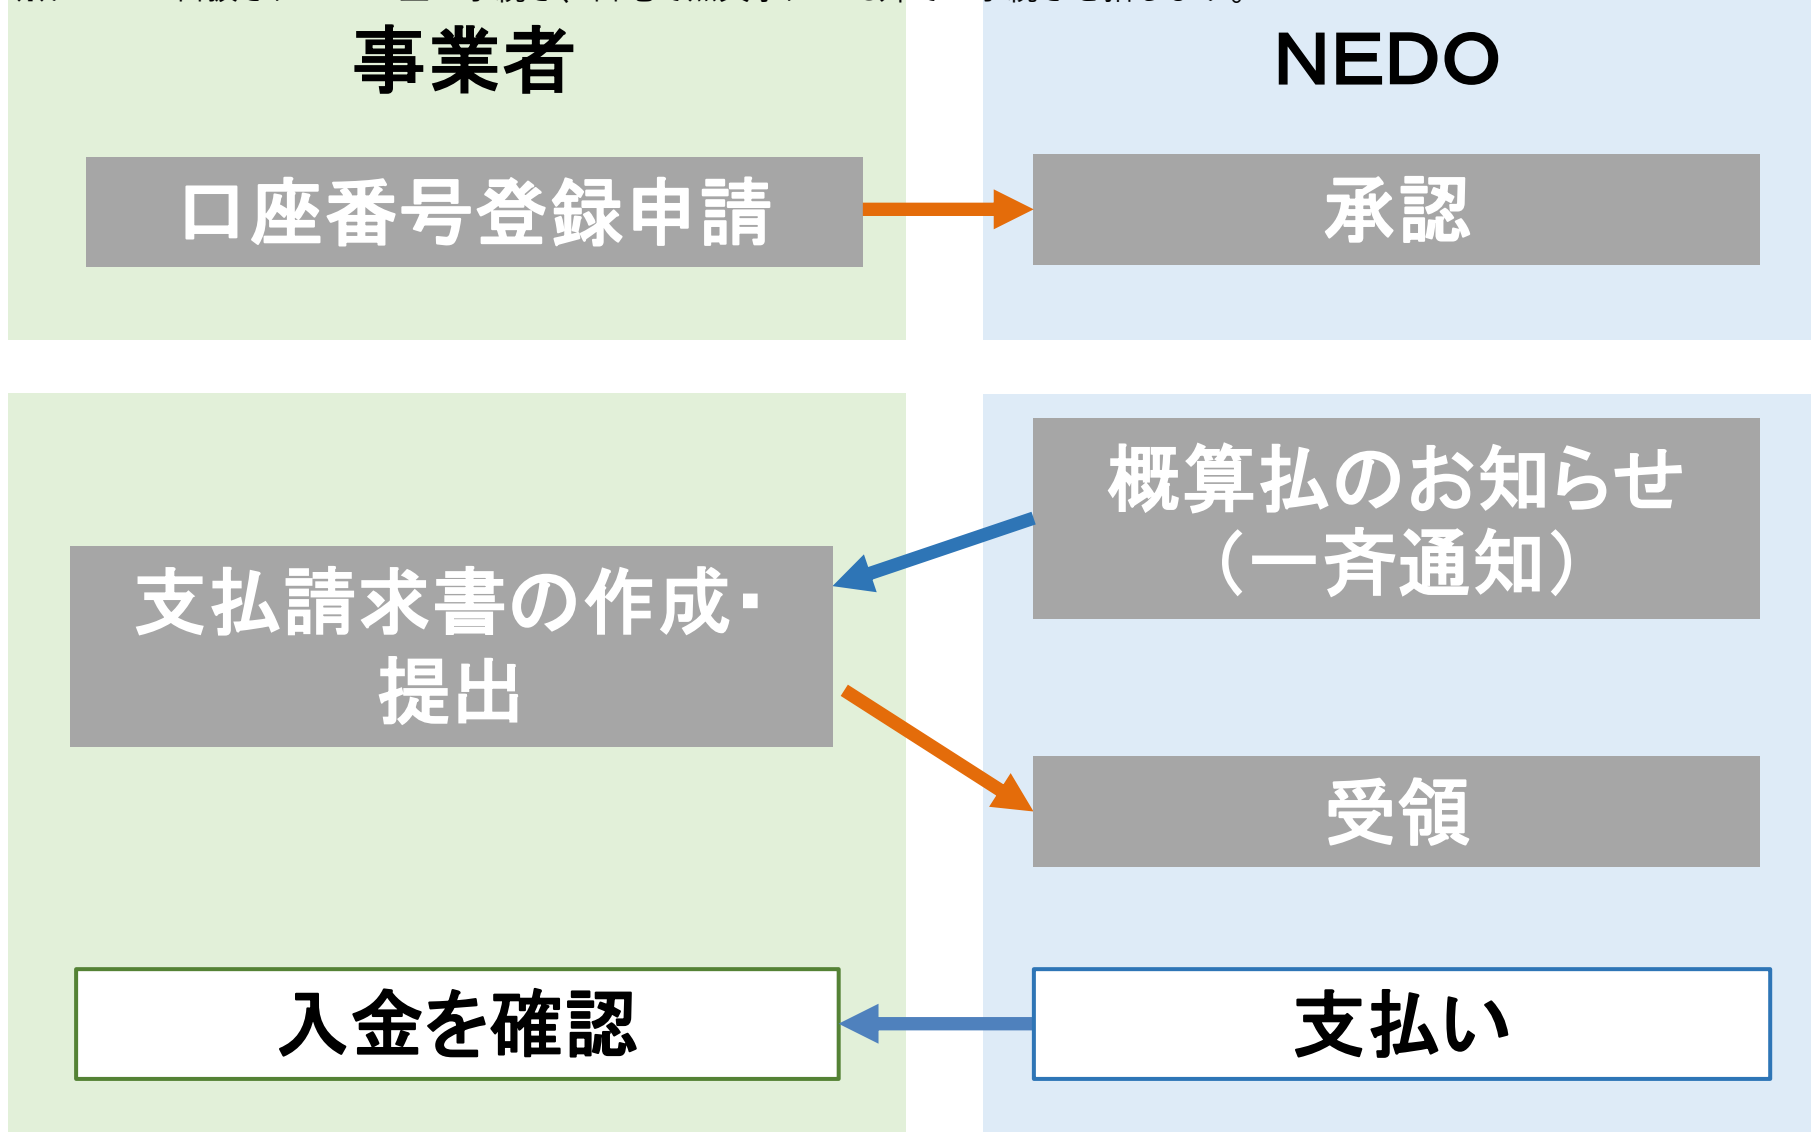 事業者
NEDO
口座番号登録申請
承認
概算払のお知らせ
（一斉通知）
支払請求書の作成・
提出
受領
入金を確認
支払い